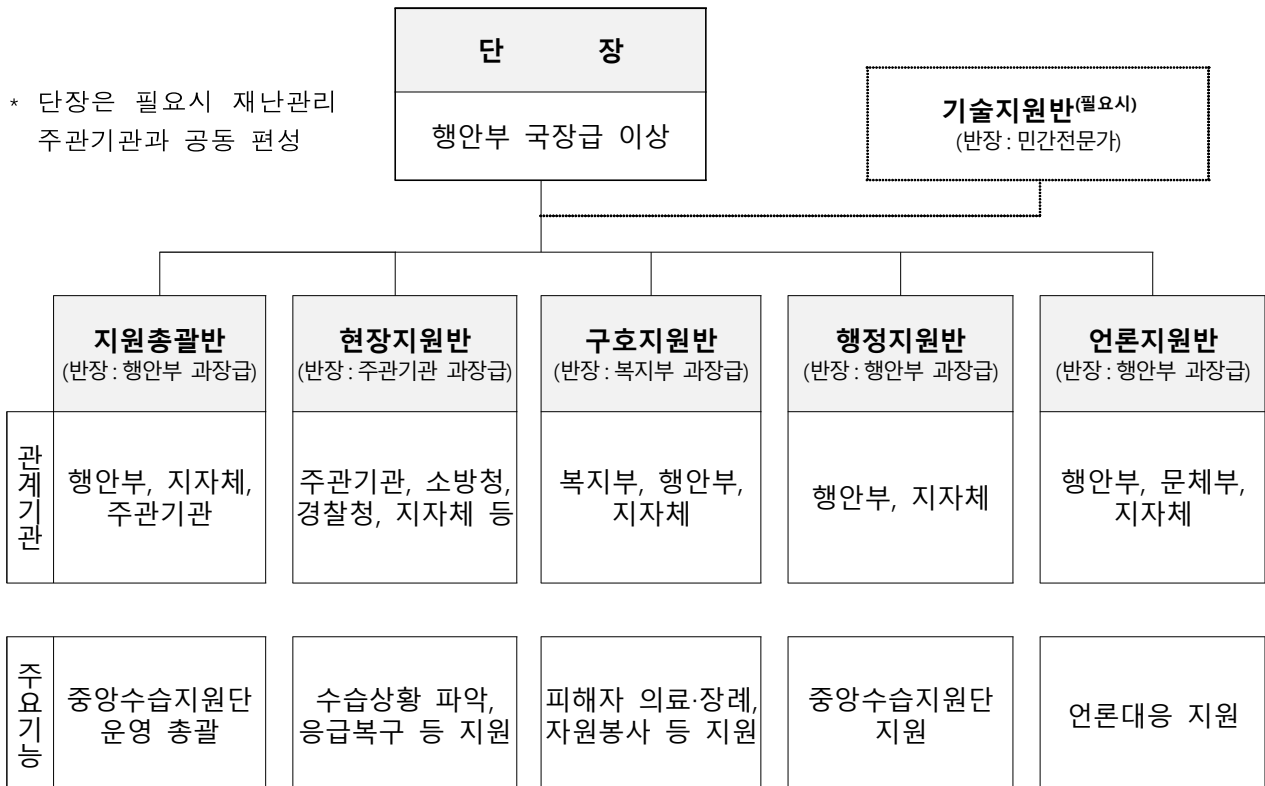 단 장
행안부 국장급 이상
* 단장은 필요시 재난관리
주관기관과 공동 편성
기술지원반(필요시)
(반장 : 민간전문가)
지원총괄반
(반장 : 행안부 과장급)
현장지원반
(반장 : 주관기관 과장급)
구호지원반
(반장 : 복지부 과장급)
행정지원반
(반장 : 행안부 과장급)
언론지원반
(반장 : 행안부 과장급)
관계기관
행안부, 지자체,
주관기관
주관기관, 소방청,
경찰청, 지자체 등
복지부, 행안부,
지자체
행안부, 지자체
행안부, 문체부,
지자체
주요기능
중앙수습지원단
운영 총괄
수습상황 파악,
응급복구 등 지원
피해자 의료·장례,
자원봉사 등 지원
중앙수습지원단
지원
언론대응 지원